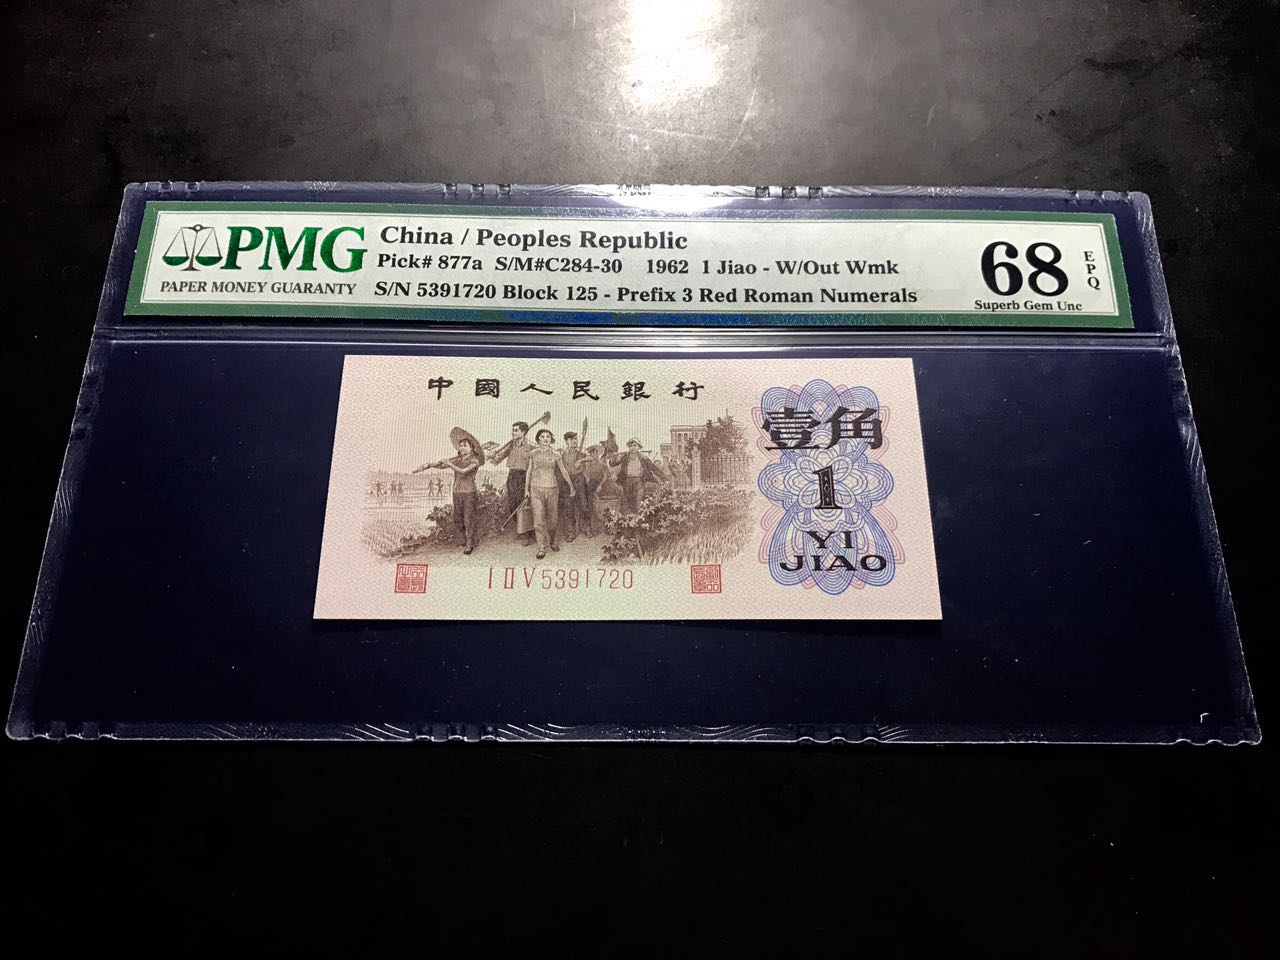 PMG
PAPER MONEY GUARANTY
China / Peoples Republic
Pick# 877a S/M#C284-30 1962 1 Jiao - W/Out Wmk
S/N 5391720 Block 125 - Prefix 3 Red Roman Numerals
68
EPQ
Superb Gem Unc
中國人民銀行
壹角
1
YI
JIAO
I II V 5391720